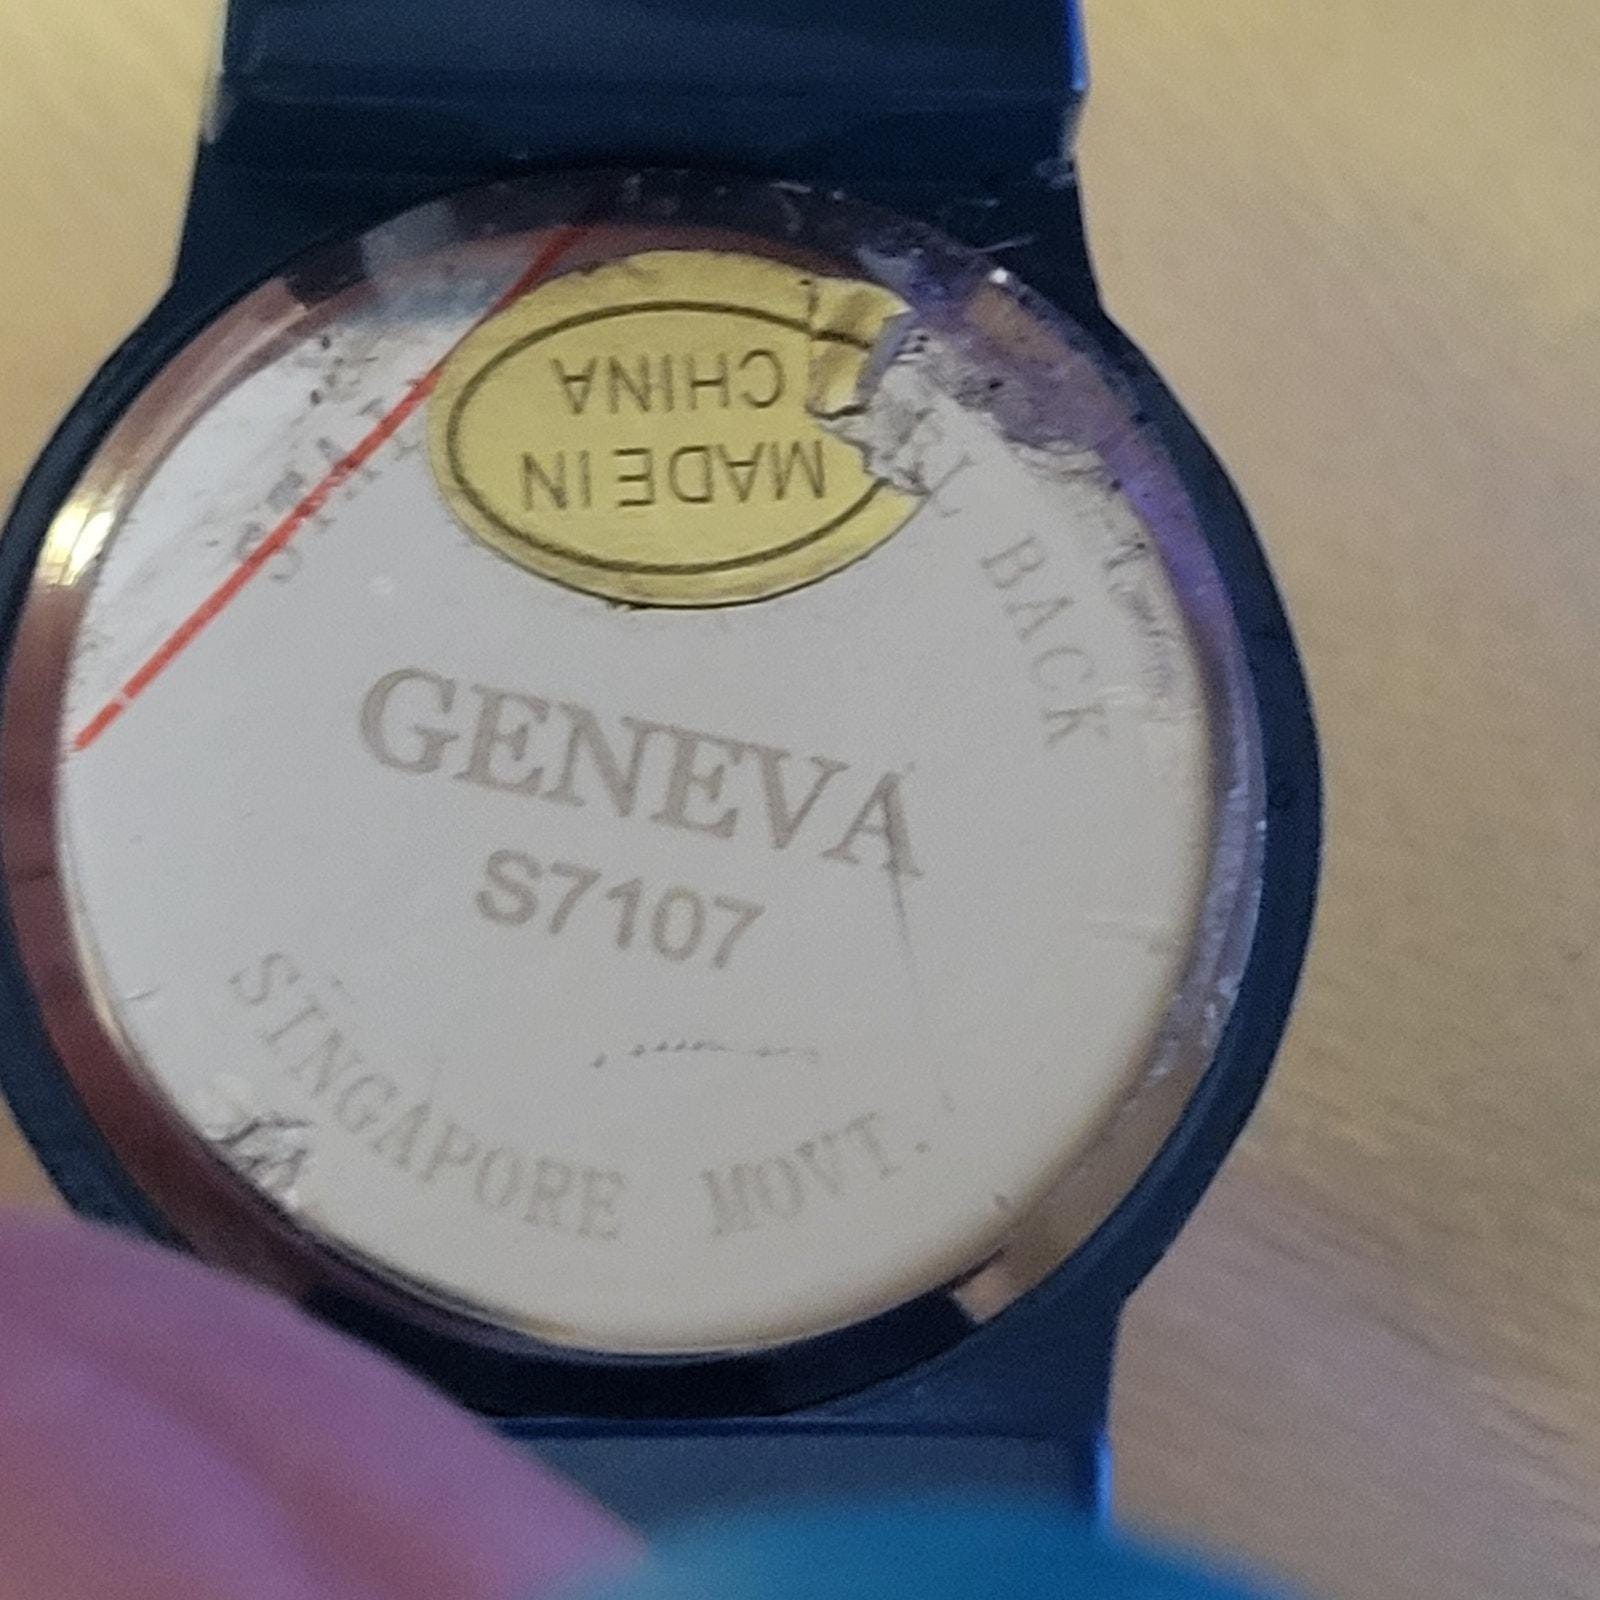 MADE IN
CHINA
BACK
GENEVA
S7107
SINGAPORE MOVT.